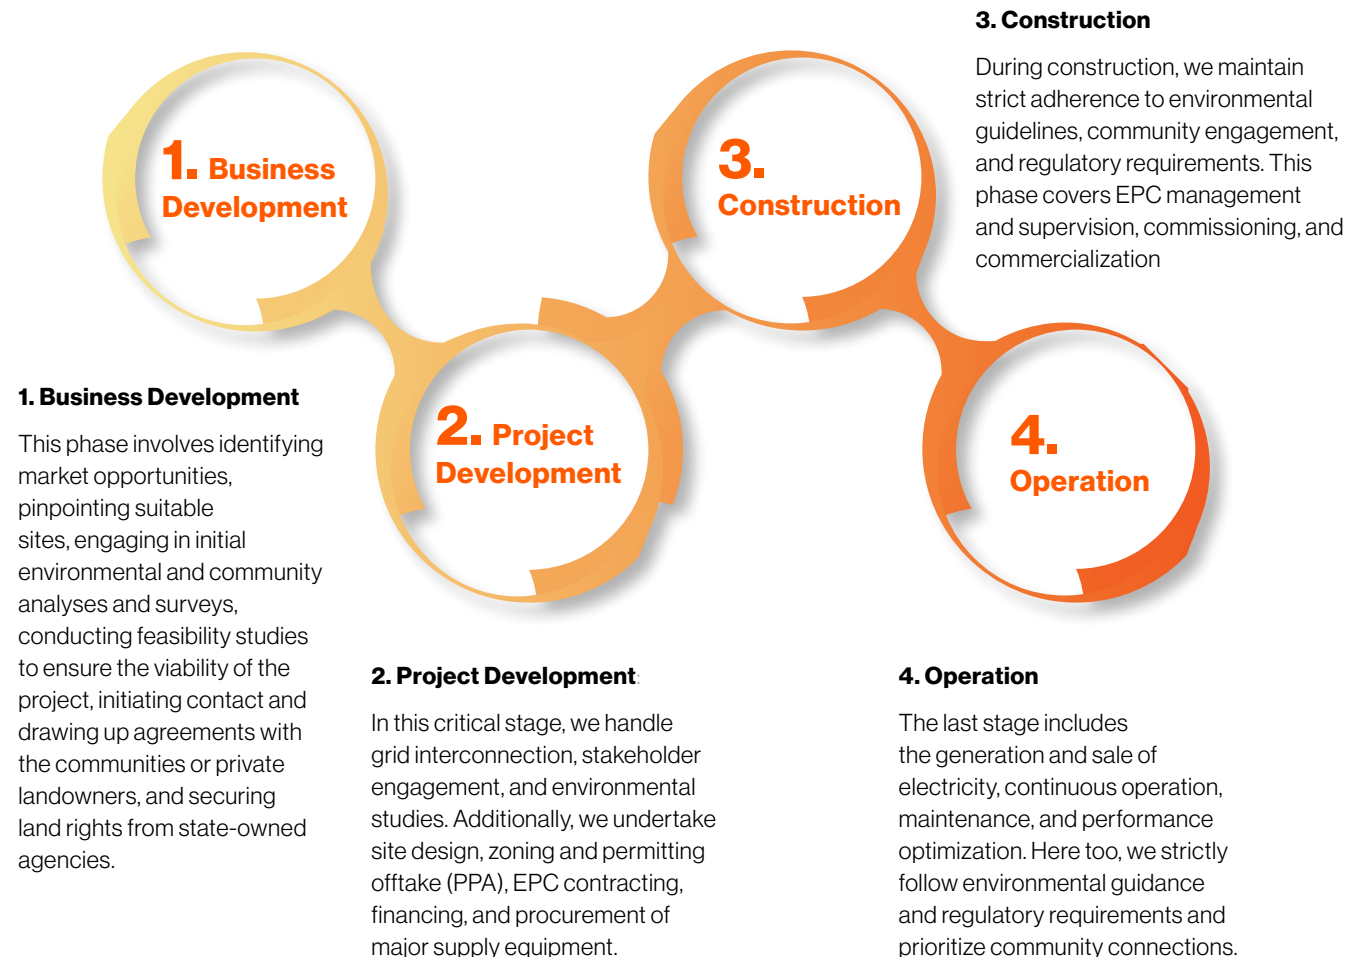 1. Business
Development
3.
Construction
2. Project
Development
4.
Operation
1. Business Development
This phase involves identifying
market opportunities,
pinpointing suitable
sites, engaging in initial
environmental and community
analyses and surveys,
conducting feasibility studies
to ensure the viability of the
project, initiating contact and
drawing up agreements with
the communities or private
landowners, and securing
land rights from state-owned
agencies.
2. Project Development:
In this critical stage, we handle
grid interconnection, stakeholder
engagement, and environmental
studies. Additionally, we undertake
site design, zoning and permitting
offtake (PPA), EPC contracting,
financing, and procurement of
major supply equipment.
3. Construction
During construction, we maintain
strict adherence to environmental
guidelines, community engagement,
and regulatory requirements. This
phase covers EPC management
and supervision, commissioning, and
commercialization
4. Operation
The last stage includes
the generation and sale of
electricity, continuous operation,
maintenance, and performance
optimization. Here too, we strictly
follow environmental guidance
and regulatory requirements and
prioritize community connections.